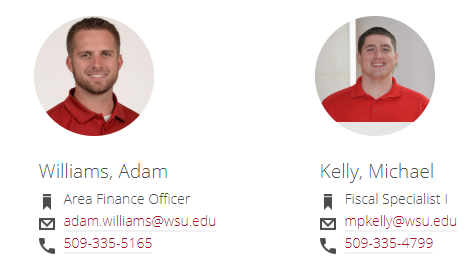 Williams, Adam
Area Finance Officer
adam.williams@wsu.edu
509-335-5165
Kelly, Michael
Fiscal Specialist I
mpkelly@wsu.edu
509-335-4799